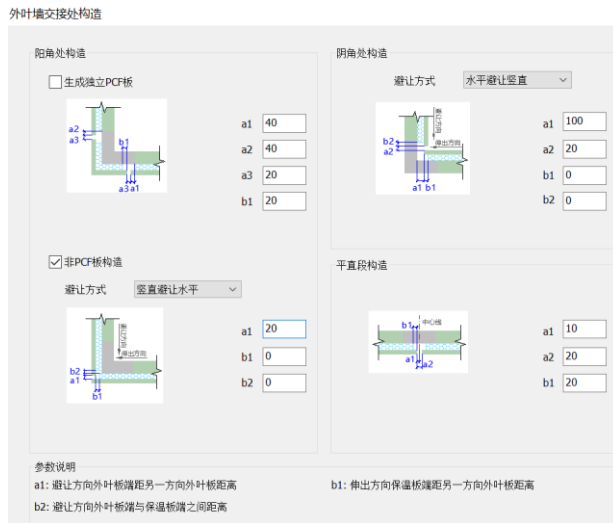 外叶墙交接处构造
阳角处构造
生成独立PCF板
a2
a3
b1
a3a1
a1 40
a2 40
a3 20
b1 20
非PCF板构造
避让方式 竖直避让水平
避让方向
伸出方向
b2
a1
b1
a1 20
b1 0
b2 0
阴角处构造
避让方式 水平避让竖直
避让方向
伸出方向
b2
a2
a1 b1
a1 100
a2 20
b1 0
b2 0
平直段构造
b1 中心线
a1 a2
a1 10
a2 20
b1 20
参数说明
a1: 避让方向外叶板端距另一方向外叶板距离
b1: 伸出方向保温板端距另一方向外叶板距离
b2: 避让方向外叶板端与保温板端之间距离